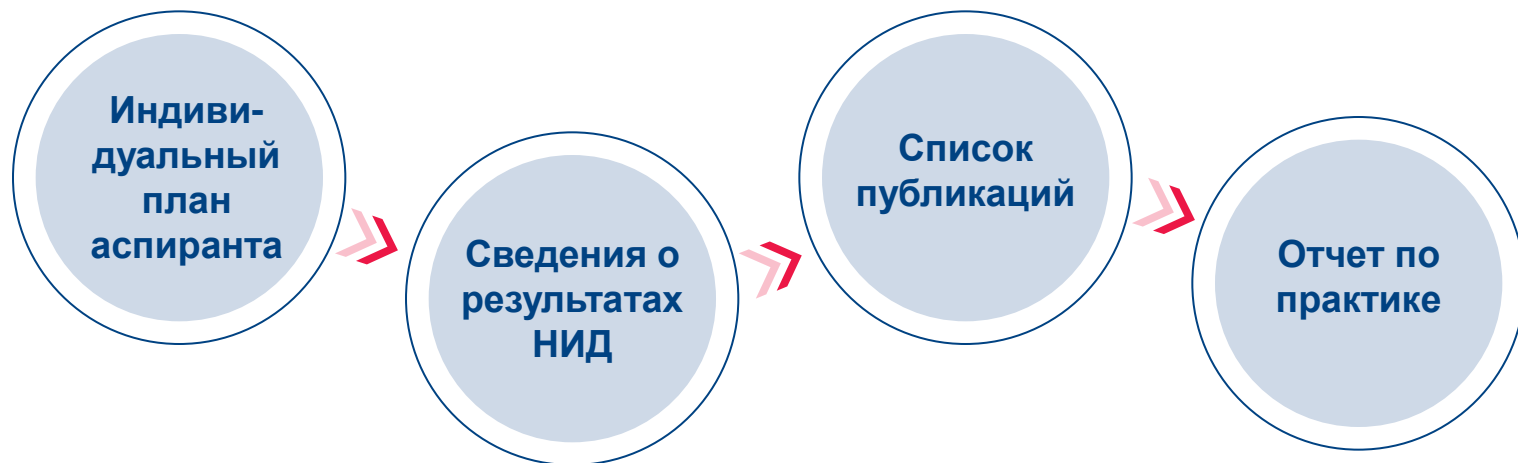 Индиви-
дуальный
план
аспиранта
Сведения о
результатах
НИД
Список
публикаций
Отчет по
практике